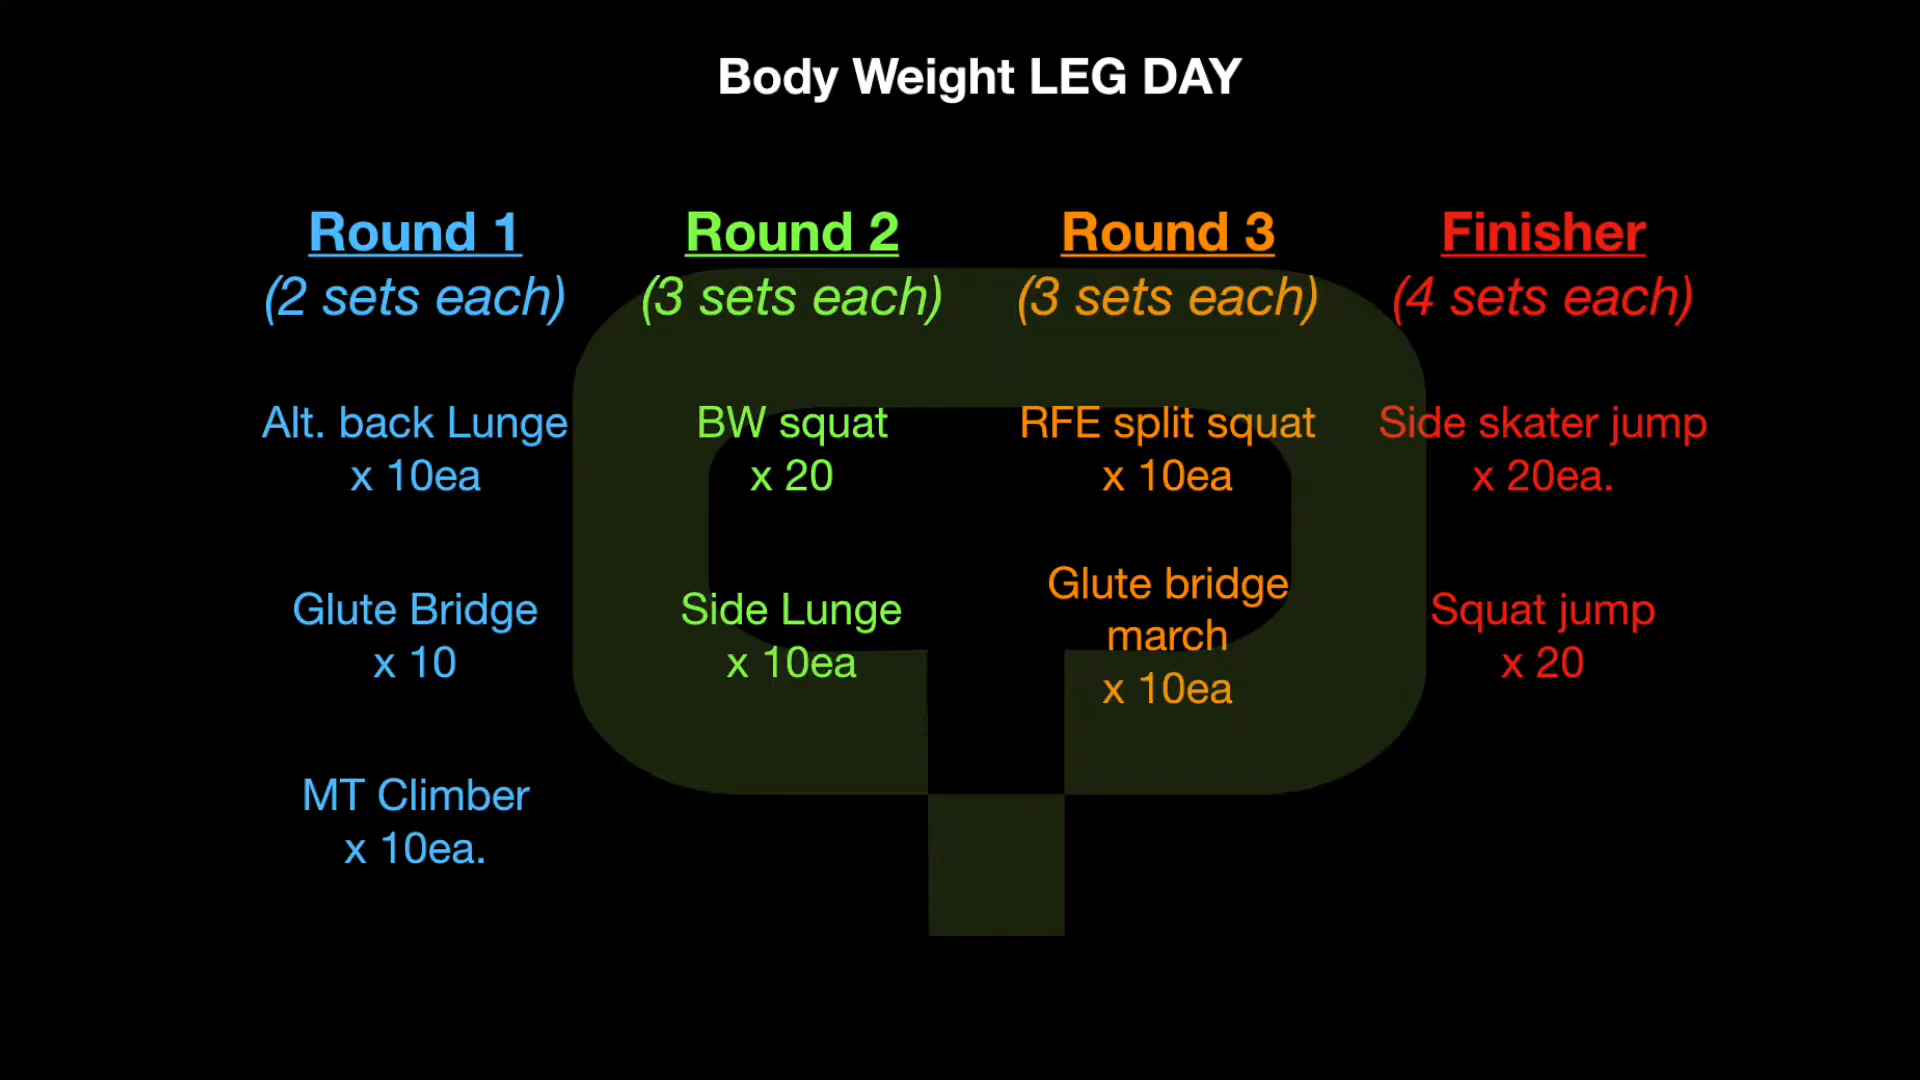 Body Weight LEG DAY
Round 1
(2 sets each)
Alt. back Lunge
x 10ea
Glute Bridge
x 10
MT Climber
x 10ea.
Round 2
(3 sets each)
BW squat
x 20
Side Lunge
x 10ea
Round 3
(3 sets each)
RFE split squat
x 10ea
Glute bridge
march
x 10ea
Finisher
(4 sets each)
Side skater jump
x 20ea.
Squat jump
x 20